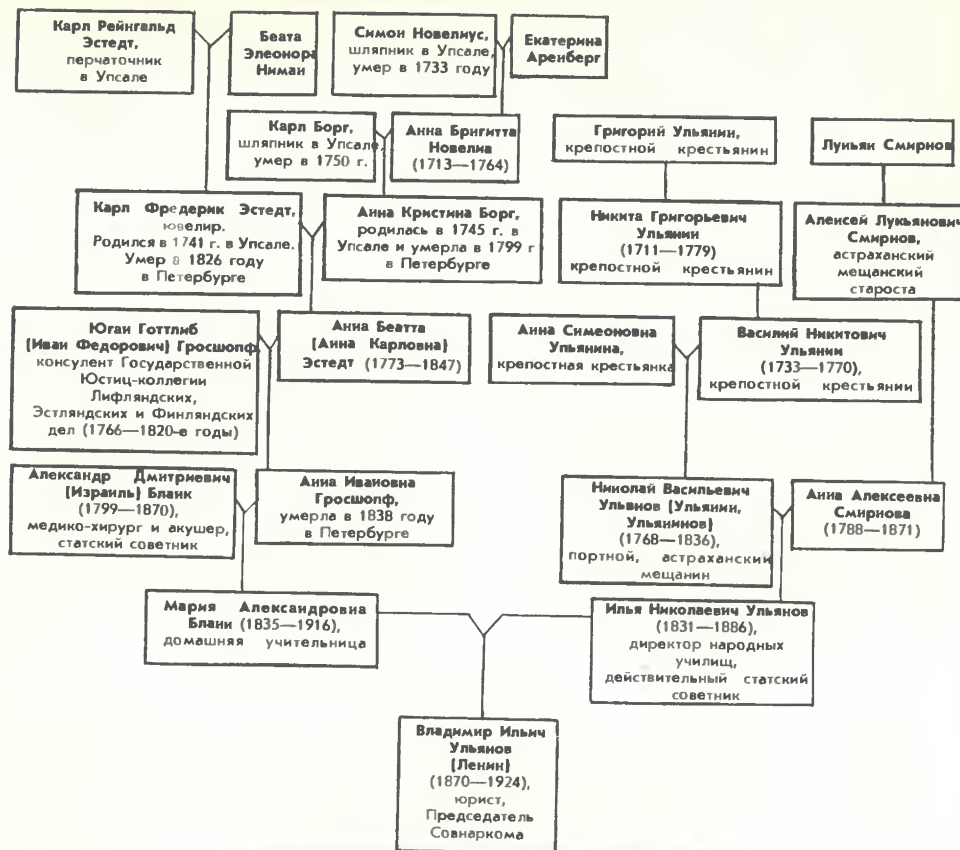 Карл Рейнгальд
Эстедт,
перчаточник
в Упсале
Беата
Элеонора
Ниман
Симон Новелиус,
шляпник в Упсале,
умер в 1733 году
Екатерина
Аренберг
Карл Борг,
шляпник в Упсале,
умер в 1750 г.
Анна Бригитта
Новелиа
(1713—1764)
Григорий Ульянин,
крепостной крестьянин
Лукьян Смирнов
Карл Фредерик Эстедт,
ювелир.
Родился в 1741 г. в Упсале.
Умер в 1826 году
в Петербурге
Анна Кристина Борг,
родилась в 1745 г. в
Упсале и умерла в 1799 г
в Петербурге
Никита Григорьевич
Ульянин
(1711—1779)
крепостной крестьянин
Алексей Лукьянович
Смирнов,
астраханский
мещанский
староста
Юган Готтлиб
(Иван Федорович) Гросшопф,
консулент Государственной
Юстиц-коллегии
Лифляндских,
Эстляндских и Финляндских
дел (1766—1820-е годы)
Анна Беатта
(Анна Карловна)
Эстедт (1773—1847)
Анна Симеоновна
Ульянина,
крепостная крестьянка
Василий Никитович
Ульянин
(1733—1770),
крепостной крестьянин
Александр Дмитриевич
(Израиль) Бланк
(1799—1870),
медико-хирург и акушер,
статский советник
Анна Ивановна
Гросшопф,
умерла в 1838 году
в Петербурге
Николай Васильевич
Ульянов (Ульянин,
Ульянинов)
(1768—1836),
портной, астраханский
мещанин
Анна Алексеевна
Смирнова
(1788—1871)
Мария Александровна
Бланк (1835—1916),
домашняя учительница
Илья Николаевич Ульянов
(1831—1886),
директор народных
училищ,
действительный статский
советник
Владимир Ильич
Ульянов
(Ленин)
(1870—1924),
юрист,
Председатель
Совнаркома